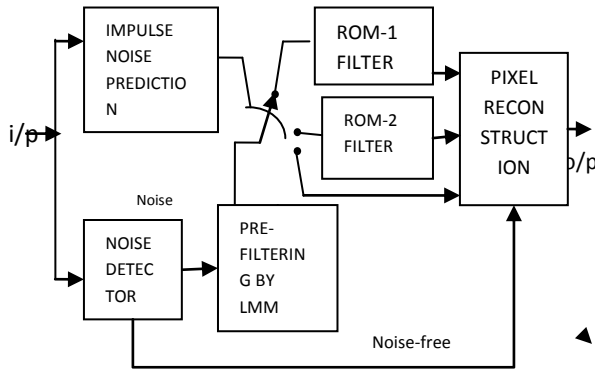 IMPULSE
NOISE
PREDICTIO
N
ROM-1
FILTER
PIXEL
RECON
STRUCT
ION
i/p
ROM-2
FILTER
o/p
Noise
NOISE
DETEC
TOR
PRE-
FILTERIN
G BY
LMM
Noise-free